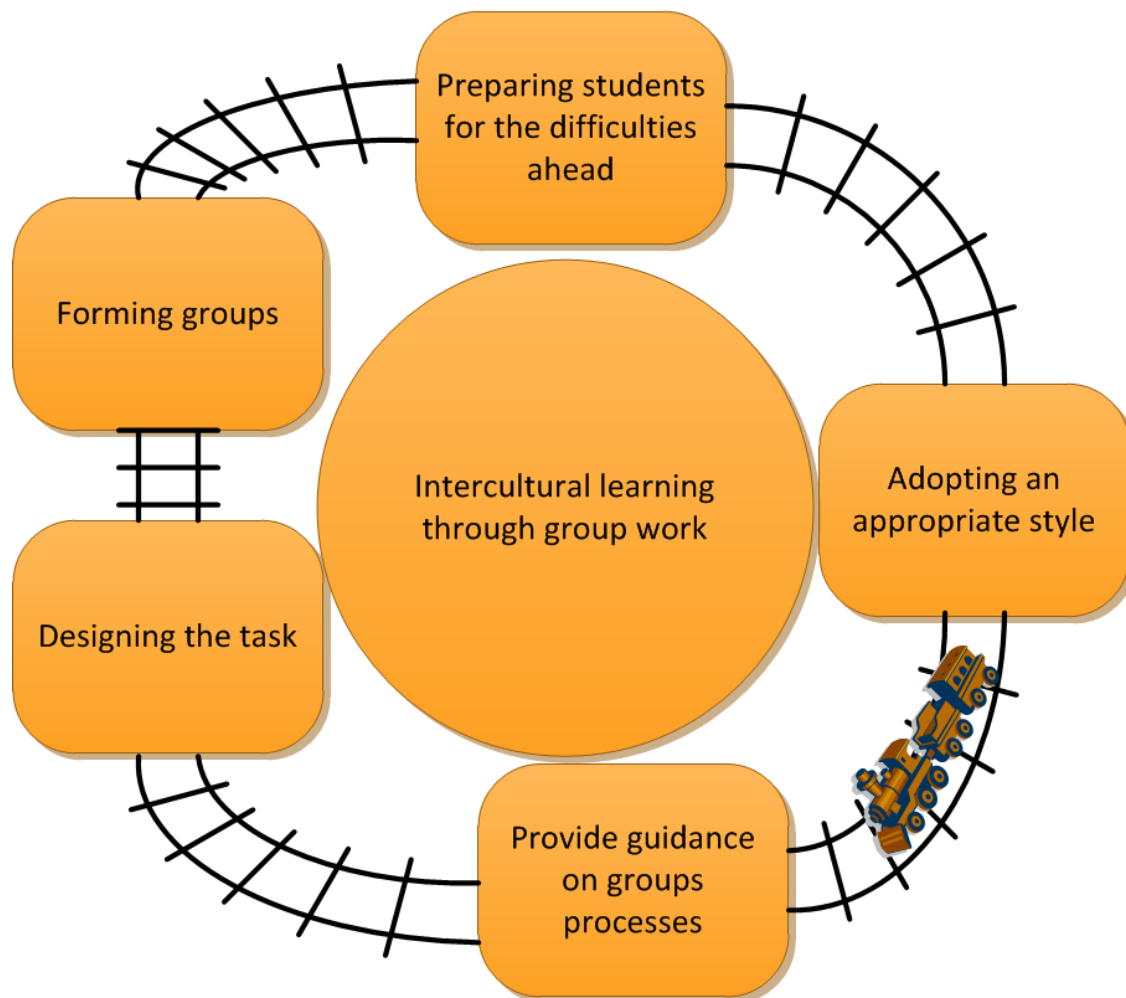 Preparing students
for the difficulties
ahead
Forming groups
Intercultural learning
through group work
Adopting an
appropriate style
Designing the task
Provide guidance
on groups
processes